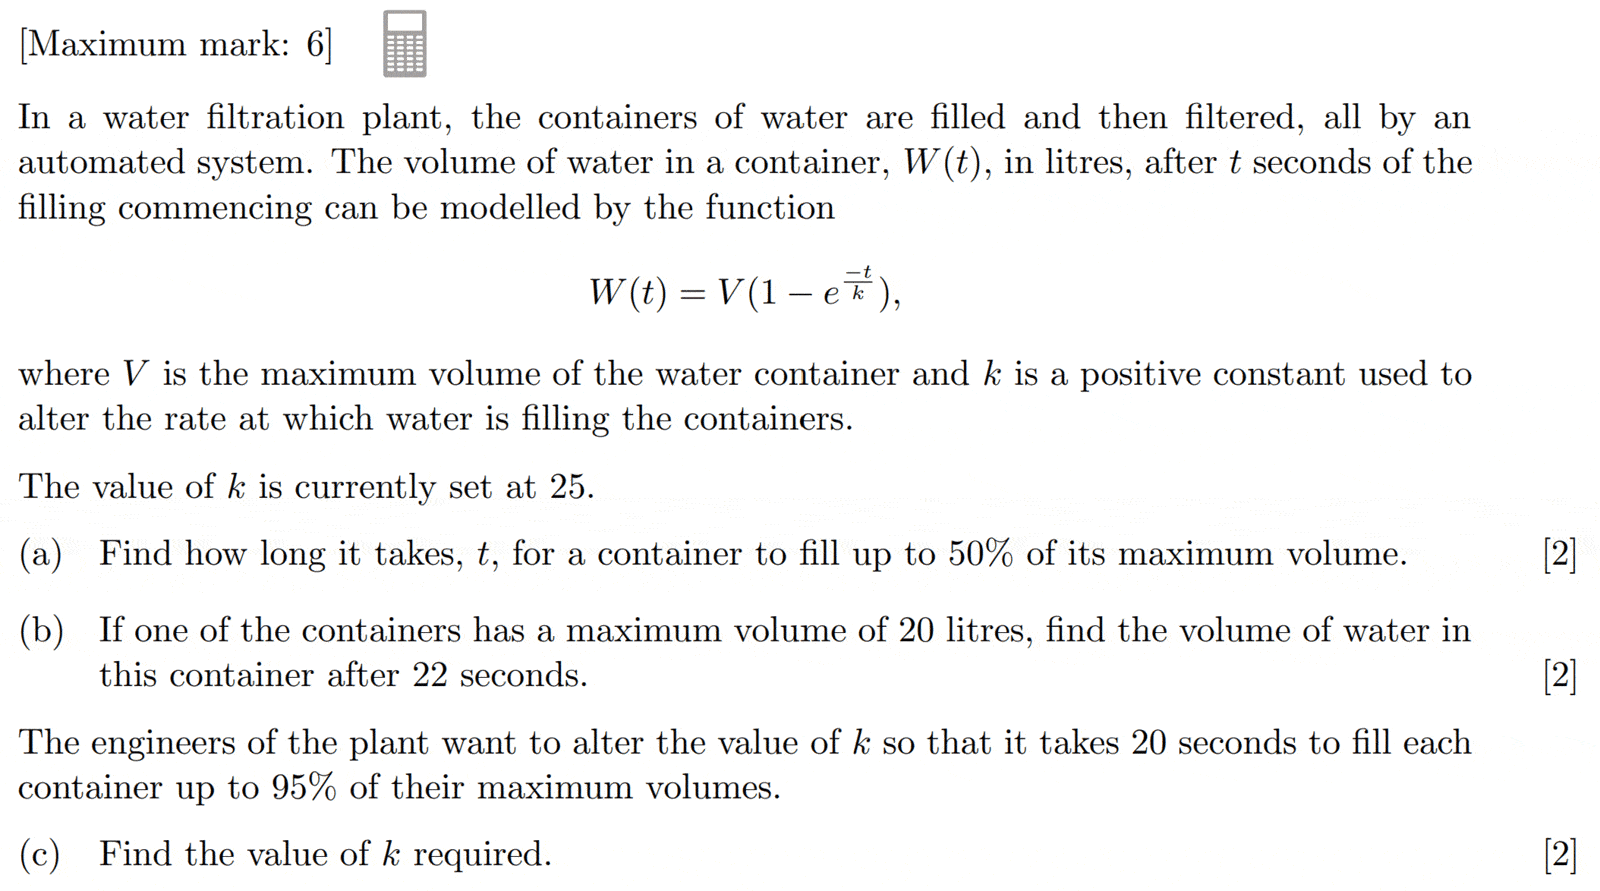 [Maximum mark: 6]
In a water filtration plant, the containers of water are filled and then filtered, all by an
automated system. The volume of water in a container, W(t), in litres, after t seconds of the
filling commencing can be modelled by the function
W(t) = V(1 − e^{\frac{−t}{k}}),
where V is the maximum volume of the water container and k is a positive constant used to
alter the rate at which water is filling the containers.
The value of k is currently set at 25.
(a) Find how long it takes, t, for a container to fill up to 50% of its maximum volume. [2]
(b) If one of the containers has a maximum volume of 20 litres, find the volume of water in
this container after 22 seconds. [2]
The engineers of the plant want to alter the value of k so that it takes 20 seconds to fill each
container up to 95% of their maximum volumes.
(c) Find the value of k required. [2]